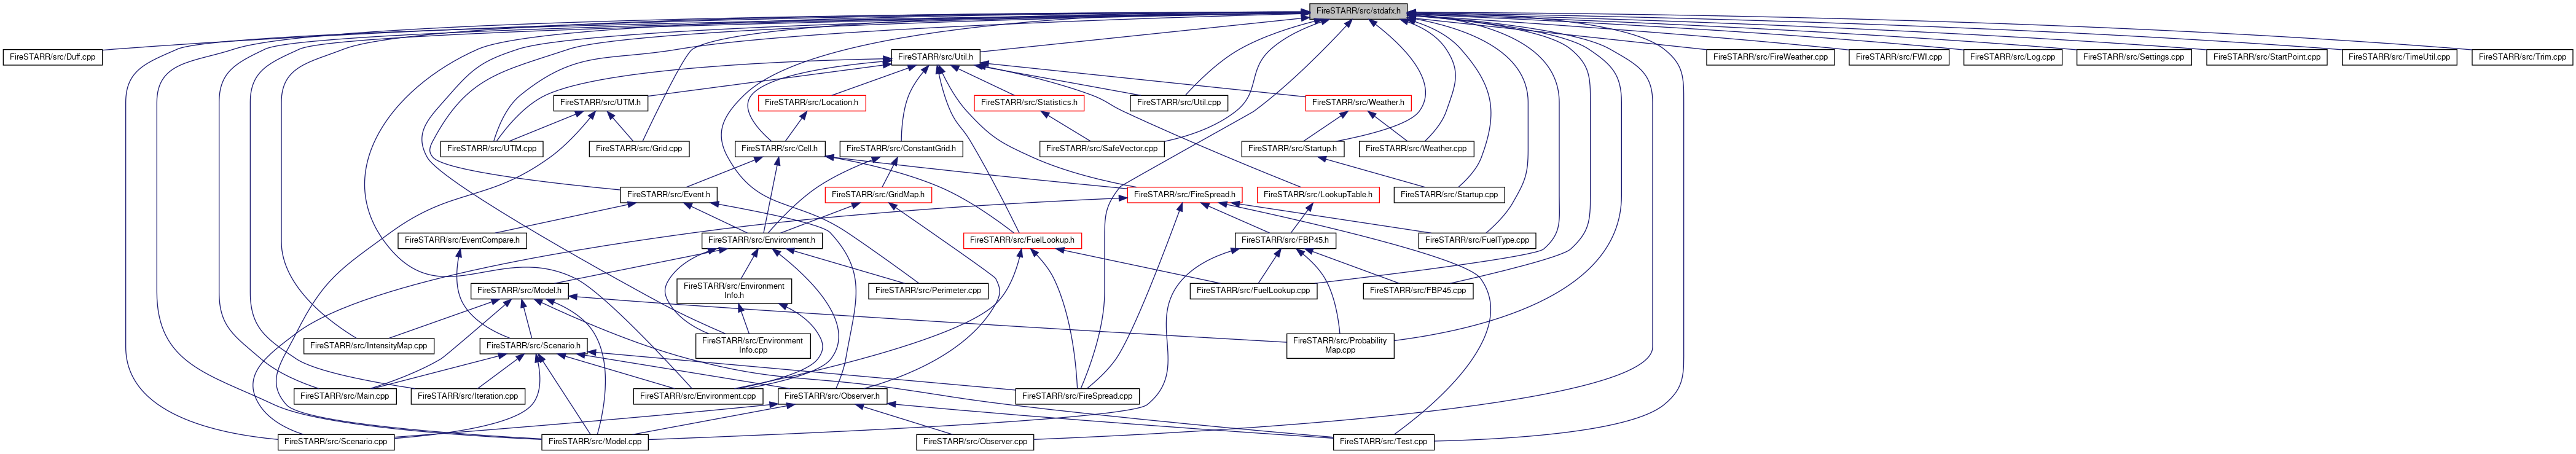 FireSTARR/src/stdafx.h
FireSTARR/src/Duff.cpp
FireSTARR/src/Util.h
FireSTARR/src/FireWeather.cpp
FireSTARR/src/FWI.cpp
FireSTARR/src/Log.cpp
FireSTARR/src/Settings.cpp
FireSTARR/src/StartPoint.cpp
FireSTARR/src/TimeUtil.cpp
FireSTARR/src/Trim.cpp
FireSTARR/src/UTM.h
FireSTARR/src/Location.h
FireSTARR/src/Statistics.h
FireSTARR/src/Util.cpp
FireSTARR/src/Weather.h
FireSTARR/src/UTM.cpp
FireSTARR/src/Grid.cpp
FireSTARR/src/Cell.h
FireSTARR/src/ConstantGrid.h
FireSTARR/src/SafeVector.cpp
FireSTARR/src/Startup.h
FireSTARR/src/Weather.cpp
FireSTARR/src/Event.h
FireSTARR/src/GridMap.h
FireSTARR/src/FireSpread.h
FireSTARR/src/LookupTable.h
FireSTARR/src/Startup.cpp
FireSTARR/src/EventCompare.h
FireSTARR/src/Environment.h
FireSTARR/src/FuelLookup.h
FireSTARR/src/FBP45.h
FireSTARR/src/FuelType.cpp
FireSTARR/src/Model.h
FireSTARR/src/Environment
Info.h
FireSTARR/src/Perimeter.cpp
FireSTARR/src/FuelLookup.cpp
FireSTARR/src/FBP45.cpp
FireSTARR/src/IntensityMap.cpp
FireSTARR/src/Scenario.h
FireSTARR/src/Environment
Info.cpp
FireSTARR/src/Probability
Map.cpp
FireSTARR/src/Main.cpp
FireSTARR/src/Iteration.cpp
FireSTARR/src/Environment.cpp
FireSTARR/src/Observer.h
FireSTARR/src/FireSpread.cpp
FireSTARR/src/Scenario.cpp
FireSTARR/src/Model.cpp
FireSTARR/src/Observer.cpp
FireSTARR/src/Test.cpp